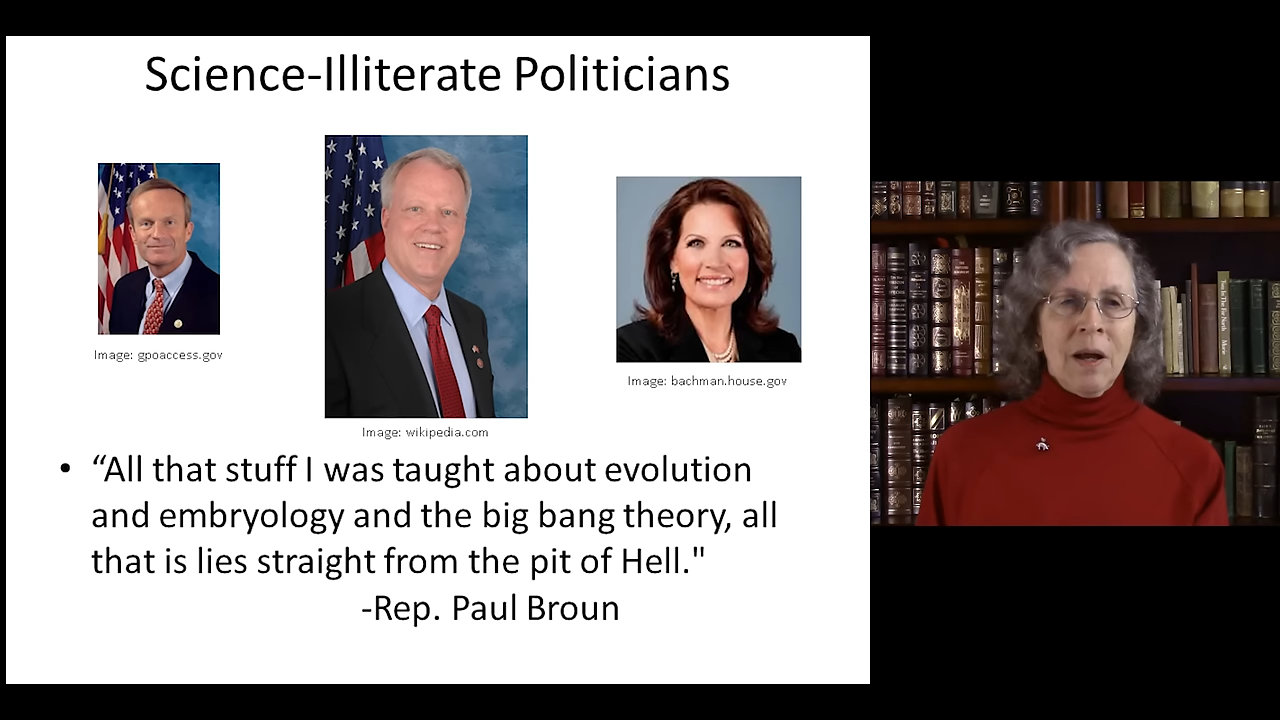 Science-Illiterate Politicians
Image: gpoaccess.gov
Image: wikipedia.com
Image: bachman.house.gov
• “All that stuff I was taught about evolution
and embryology and the big bang theory, all
that is lies straight from the pit of Hell."
-Rep. Paul Broun